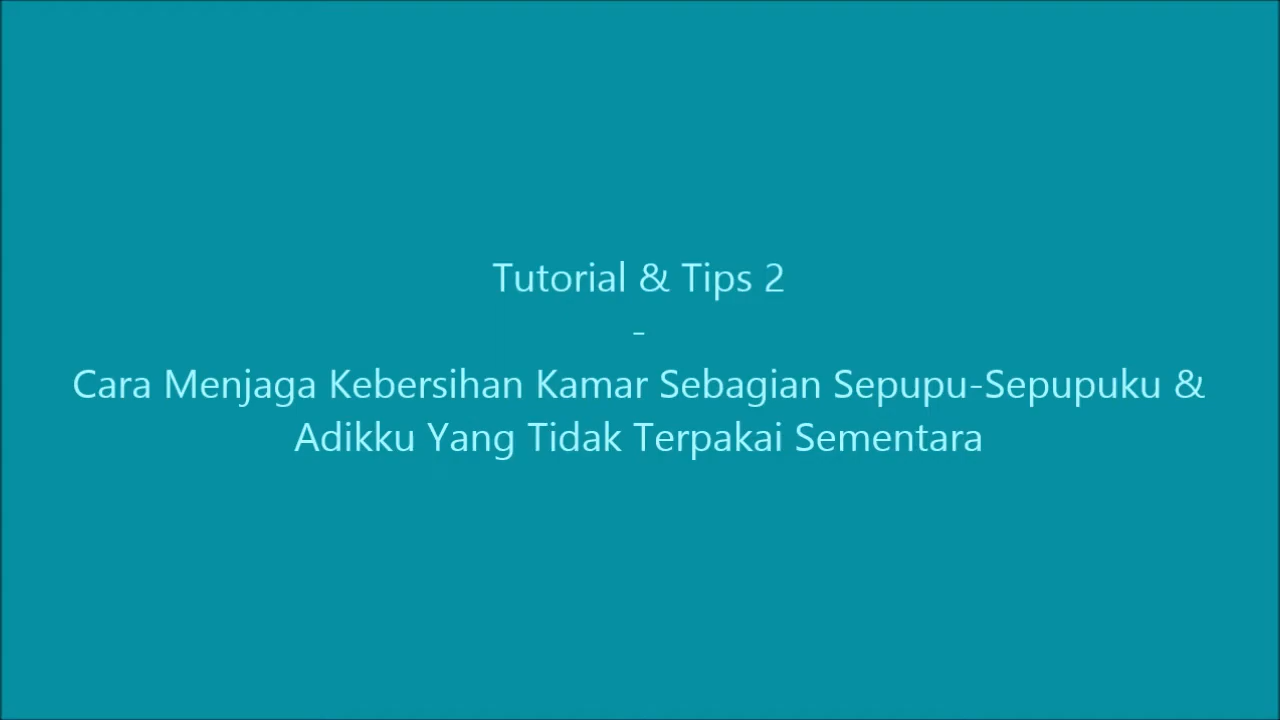 Tutorial & Tips 2
-
Cara Menjaga Kebersihan Kamar Sebagian Sepupu-Sepupuku &
Adikku Yang Tidak Terpakai Sementara